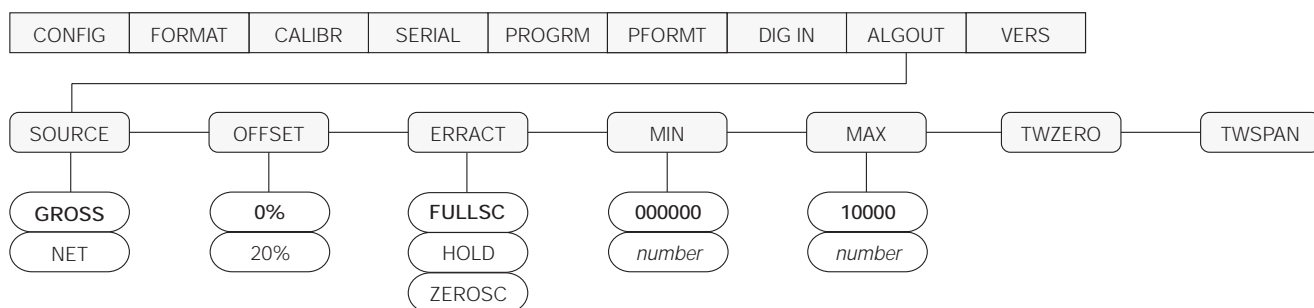 CONFIG FORMAT CALIBR SERIAL PROGRM PFORMT DIG IN ALGOUT VERS
SOURCE OFFSET ERRACT MIN MAX TWZERO TWSPAN
GROSS 0% FULLSC 000000 10000
NET 20% HOLD number number
ZEROSC